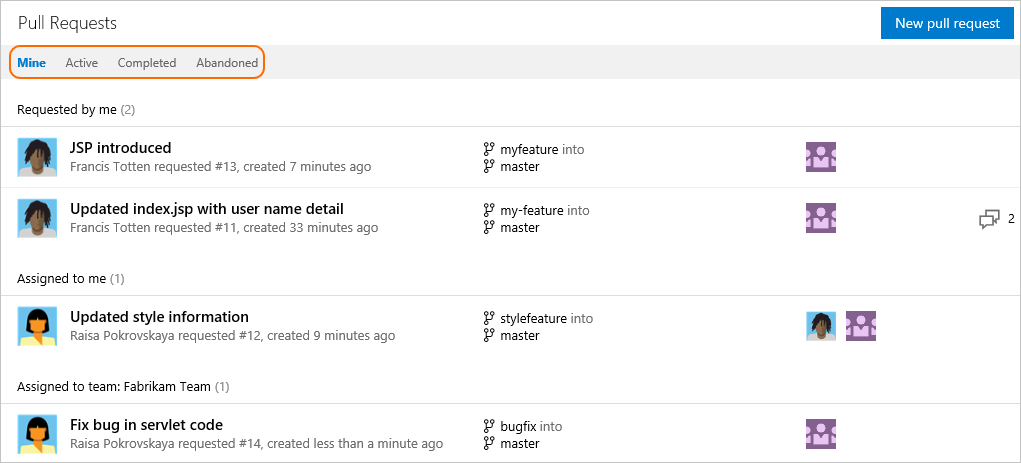 Pull Requests
New pull request
Mine Active Completed Abandoned
Requested by me (2)
JSP introduced
Francis Totten requested #13, created 7 minutes ago
myfeature into
master
Updated index.jsp with user name detail
Francis Totten requested #11, created 33 minutes ago
my-feature into
master
2
Assigned to me (1)
Updated style information
Raisa Pokrovskaya requested #12, created 9 minutes ago
stylefeature into
master
Assigned to team: Fabrikam Team (1)
Fix bug in servlet code
Raisa Pokrovskaya requested #14, created less than a minute ago
bugfix into
master